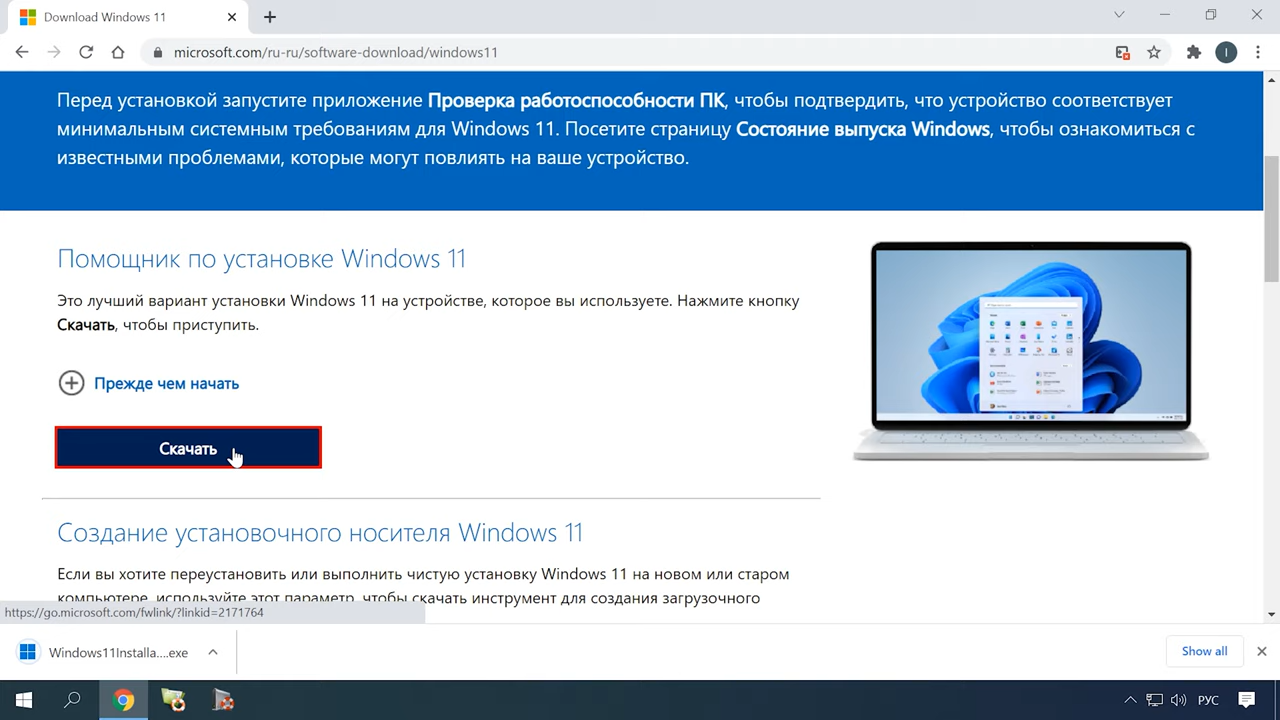 Download Windows 11
microsoft.com/ru-ru/software-download/windows11
I
Перед установкой запустите приложение Проверка работоспособности ПК, чтобы подтвердить, что устройство соответствует
минимальным системным требованиям для Windows 11. Посетите страницу Состояние выпуска Windows, чтобы ознакомиться с
известными проблемами, которые могут повлиять на ваше устройство.
Помощник по установке Windows 11
Это лучший вариант установки Windows 11 на устройстве, которое вы используете. Нажмите кнопку
Скачать, чтобы приступить.
Прежде чем начать
Скачать
Создание установочного носителя Windows 11
Если вы хотите переустановить или выполнить чистую установку Windows 11 на новом или старом
компьютере, используйте этот параметр, чтобы скачать инструмент для создания загрузочного
https://go.microsoft.com/fwlink/?linkid=2171764
Windows11Installa....exe
Show all
РУС